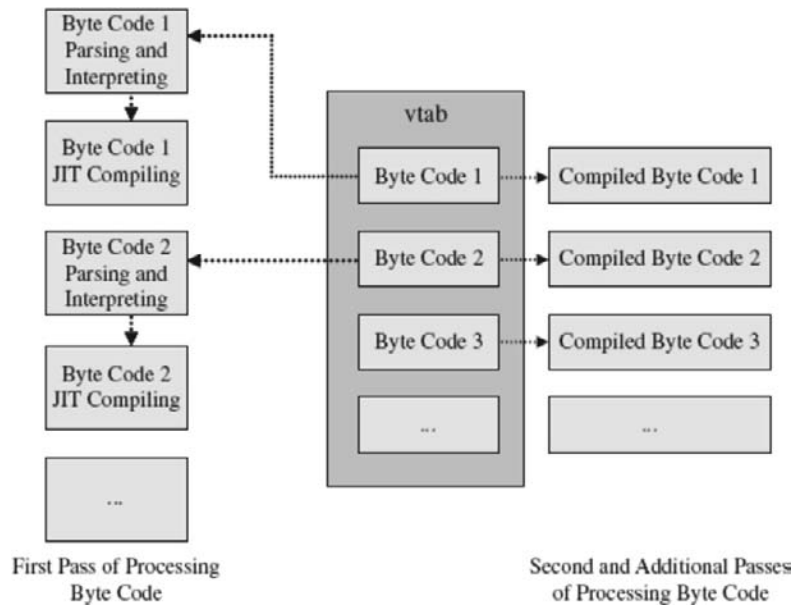 Byte Code 1
Parsing and
Interpreting
Byte Code 1
JIT Compiling
Byte Code 2
Parsing and
Interpreting
Byte Code 2
JIT Compiling
...
First Pass of Processing
Byte Code
vtab
Byte Code 1
Byte Code 2
Byte Code 3
...
Compiled Byte Code 1
Compiled Byte Code 2
Compiled Byte Code 3
...
Second and Additional Passes
of Processing Byte Code